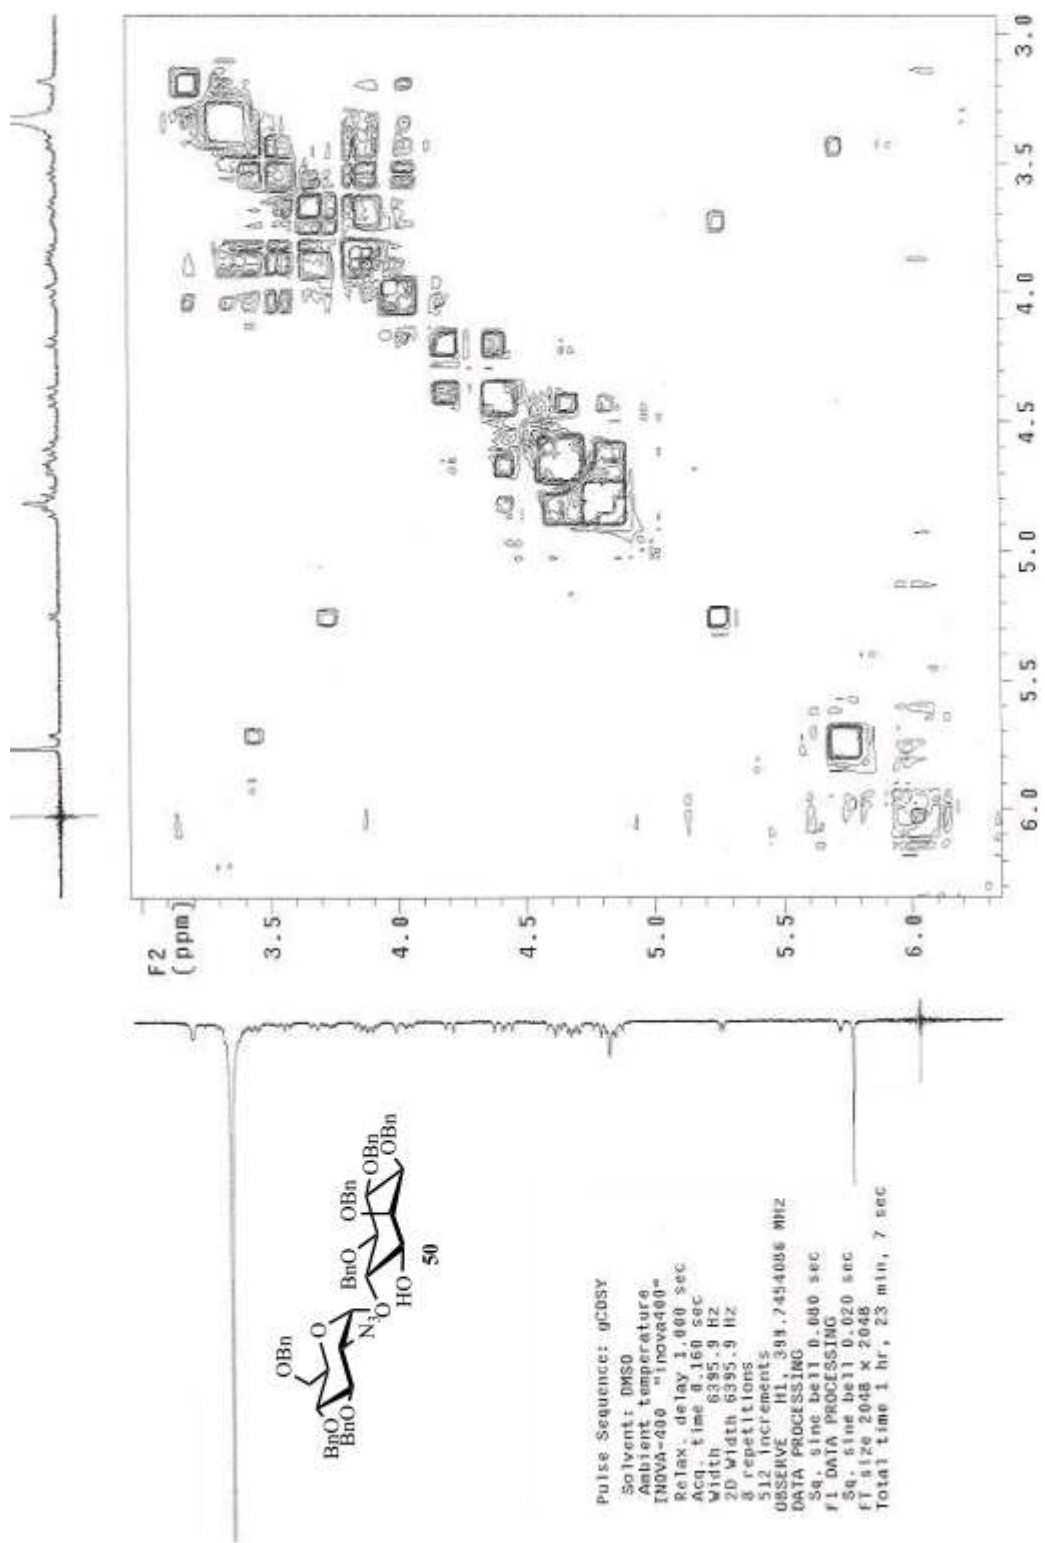 F2
(ppm)
3.5
4.0
4.5
5.0
5.5
6.0
3.0
3.5
4.0
4.5
5.0
5.5
6.0
OBn
BnO
BnO
O
N3
O
BnO
OBn
OBn
OBn
HO
50
Pulse Sequence: gCOSY
Solvent: DMSO
Ambient temperature
INOVA-400 "inova400"
Relax. delay 1.000 sec
Acq. time 0.160 sec
Width 6395.9 Hz
2D Width 6395.9 Hz
8 repetitions
512 increments
OBSERVE H1, 399.7454086 MHz
DATA PROCESSING
Sq. sine bell 0.080 sec
F1 DATA PROCESSING
Sq. sine bell 0.020 sec
FT size 2048 x 2048
Total time 1 hr, 23 min, 7 sec